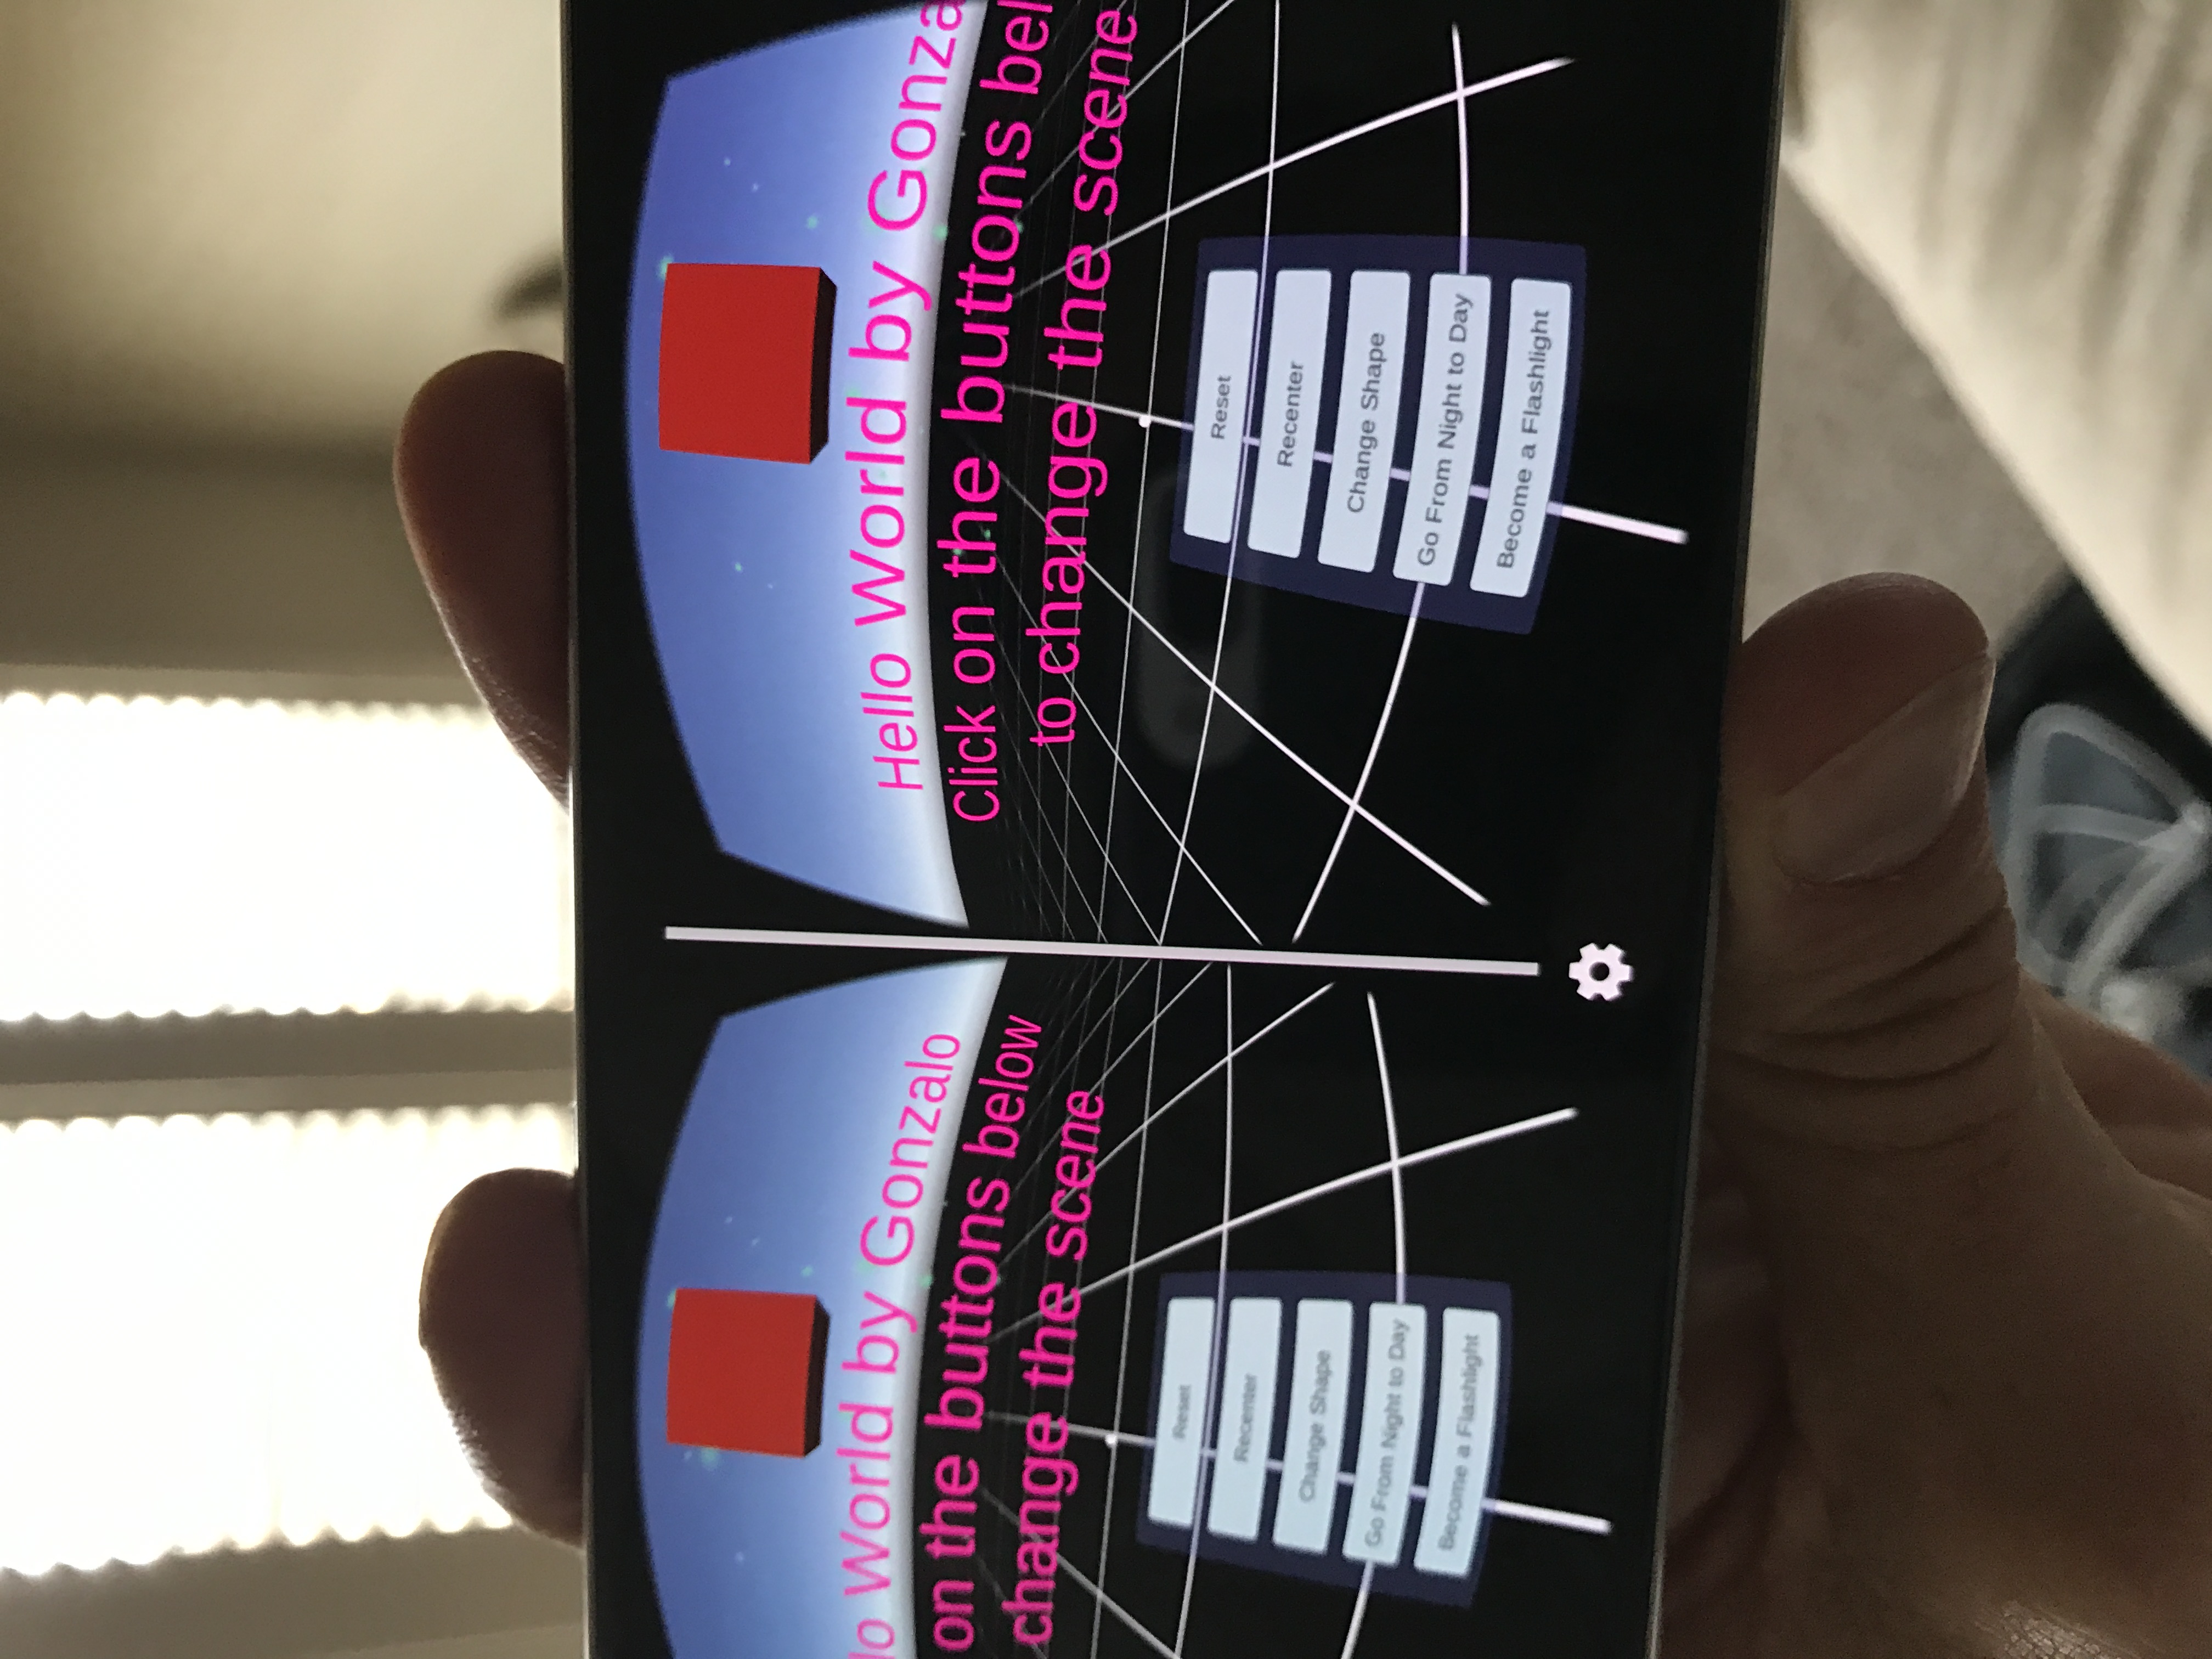 lo World by Gonzalo
on the buttons below
change the scene
Reset
Recenter
Change Shape
Go From Night to Day
Become a Flashlight
Hello World by Gonza
Click on the buttons bel
to change the scene
Reset
Recenter
Change Shape
Go From Night to Day
Become a Flashlight